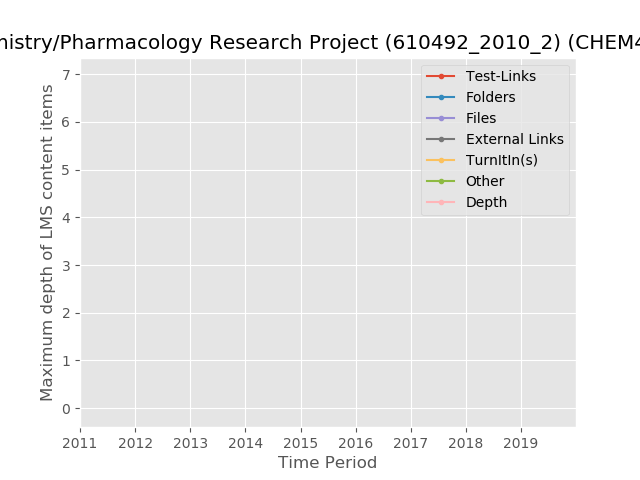 nistry/Pharmacology Research Project (610492_2010_2) (CHEM4
Maximum depth of LMS content items
7
6
5
4
3
2
1
0
Test-Links
Folders
Files
External Links
TurnItIn(s)
Other
Depth
2011 2012 2013 2014 2015 2016 2017 2018 2019
Time Period